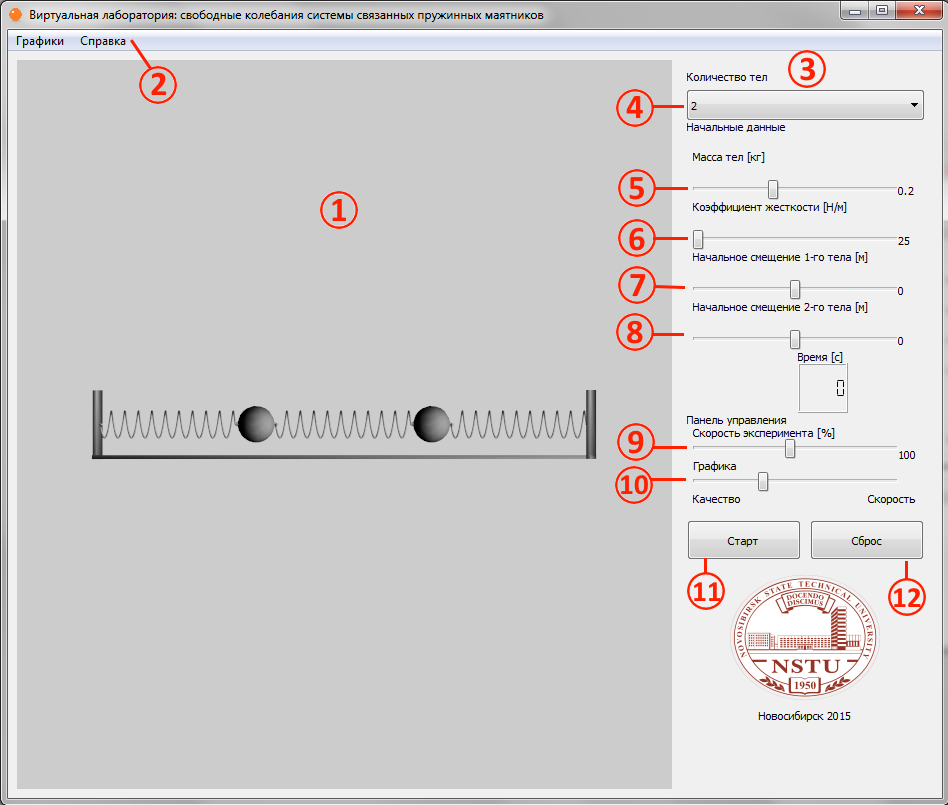 Виртуальная лаборатория: свободные колебания системы связанных пружинных маятников
Графики Справка
2
1
Количество тел 3
4 2
Начальные данные
Масса тел [кг]
5 0.2
Коэффициент жесткости [Н/м]
6 25
Начальное смещение 1-го тела [м]
7 0
Начальное смещение 2-го тела [м]
8 0
Время [с]
0
Панель управления
Скорость эксперимента [%]
9 100
Графика
10
Качество Скорость
Старт Сброс
11 12
NOVOSIBIRSK STATE TECHNICAL UNIVERSITY
DOCENDO
DISCIMUS
NSTU
1950
Новосибирск 2015